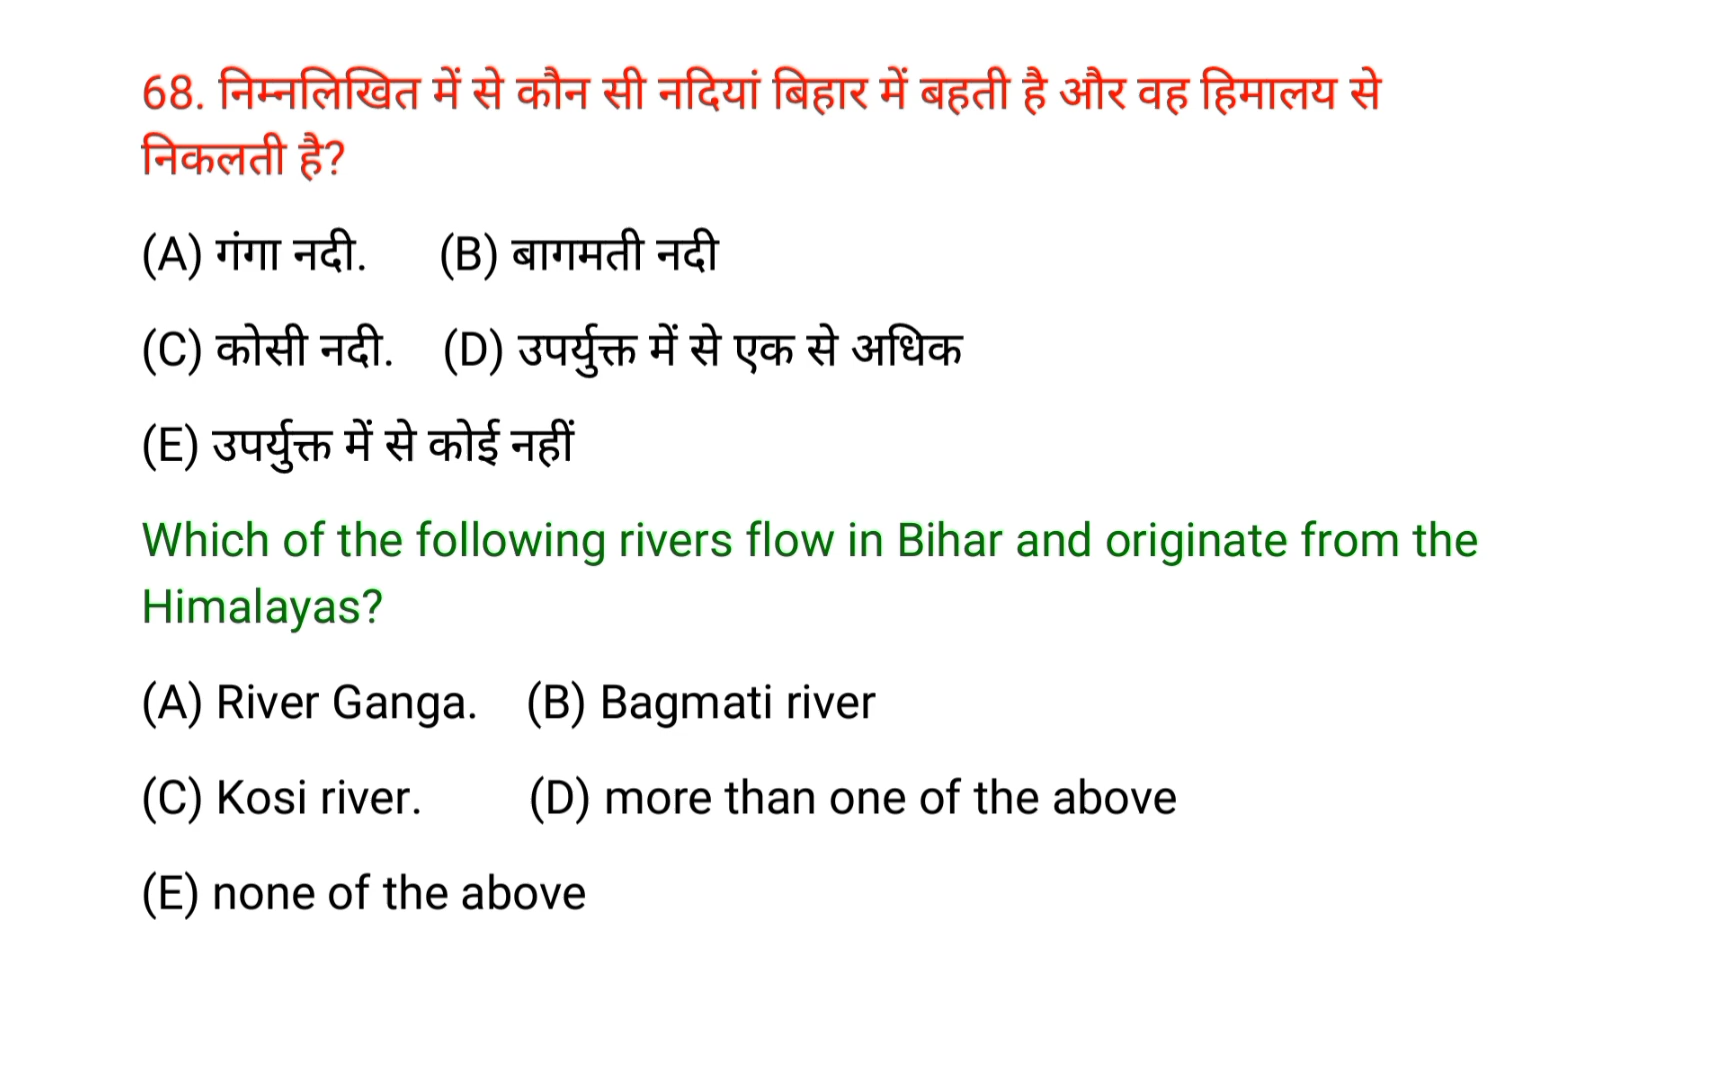 68. निम्नलिखित में से कौन सी नदियां बिहार में बहती है और वह हिमालय से
निकलती है?
(A) गंगा नदी. (B) बागमती नदी
(C) कोसी नदी. (D) उपर्युक्त में से एक से अधिक
(E) उपर्युक्त में से कोई नहीं
Which of the following rivers flow in Bihar and originate from the
Himalayas?
(A) River Ganga. (B) Bagmati river
(C) Kosi river. (D) more than one of the above
(E) none of the above